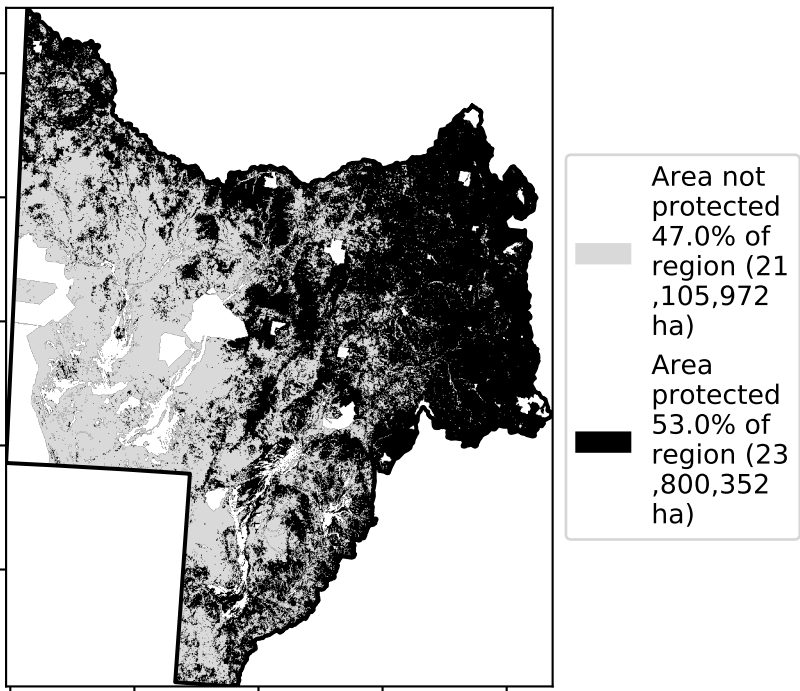 Area not
protected
47.0% of
region (21
,105,972
ha)
Area
protected
53.0% of
region (23
,800,352
ha)